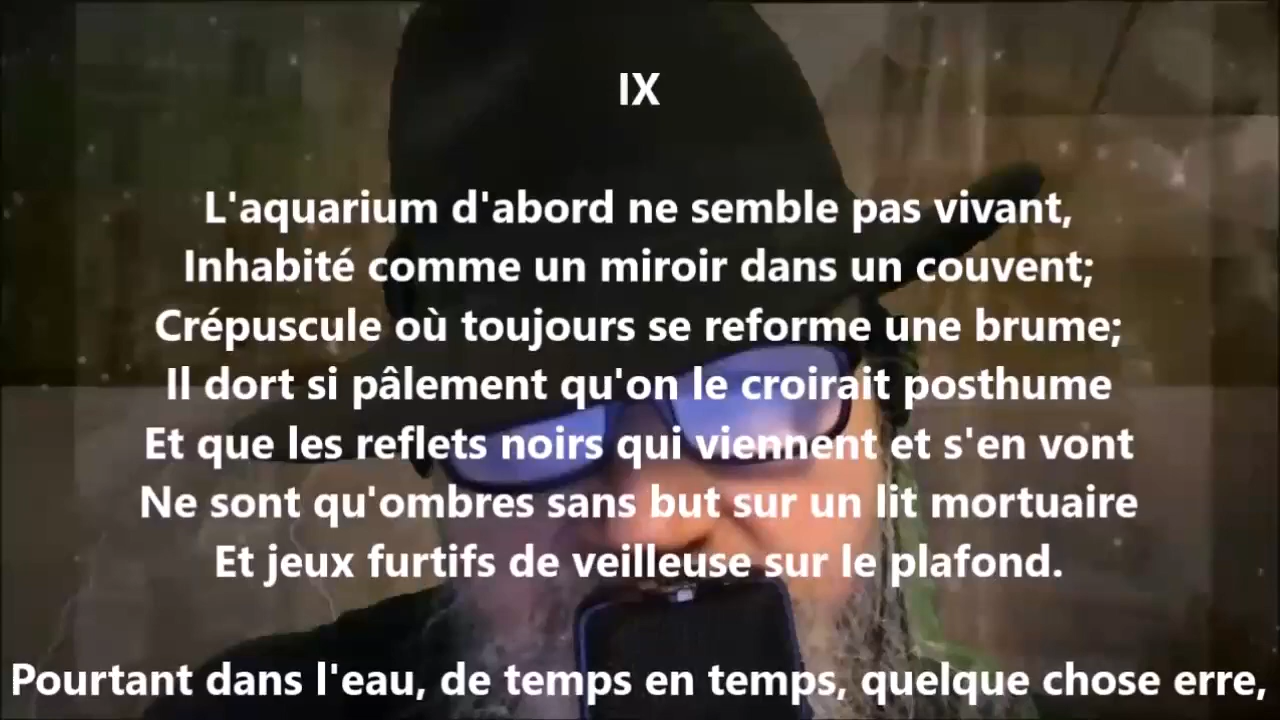 IX
L'aquarium d'abord ne semble pas vivant,
Inhabité comme un miroir dans un couvent;
Crépuscule où toujours se reforme une brume;
Il dort si pâlement qu'on le croirait posthume
Et que les reflets noirs qui viennent et s'en vont
Ne sont qu'ombres sans but sur un lit mortuaire
Et jeux furtifs de veilleuse sur le plafond.
Pourtant dans l'eau, de temps en temps, quelque chose erre,